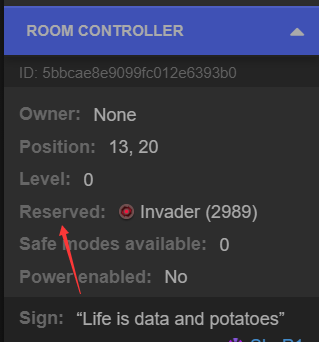 ROOM CONTROLLER
ID: 5bbcae8e9099fc012e6393b0
Owner: None
Position: 13, 20
Level: 0
Reserved: Invader (2989)
Safe modes available: 0
Power enabled: No
Sign: “Life is data and potatoes”